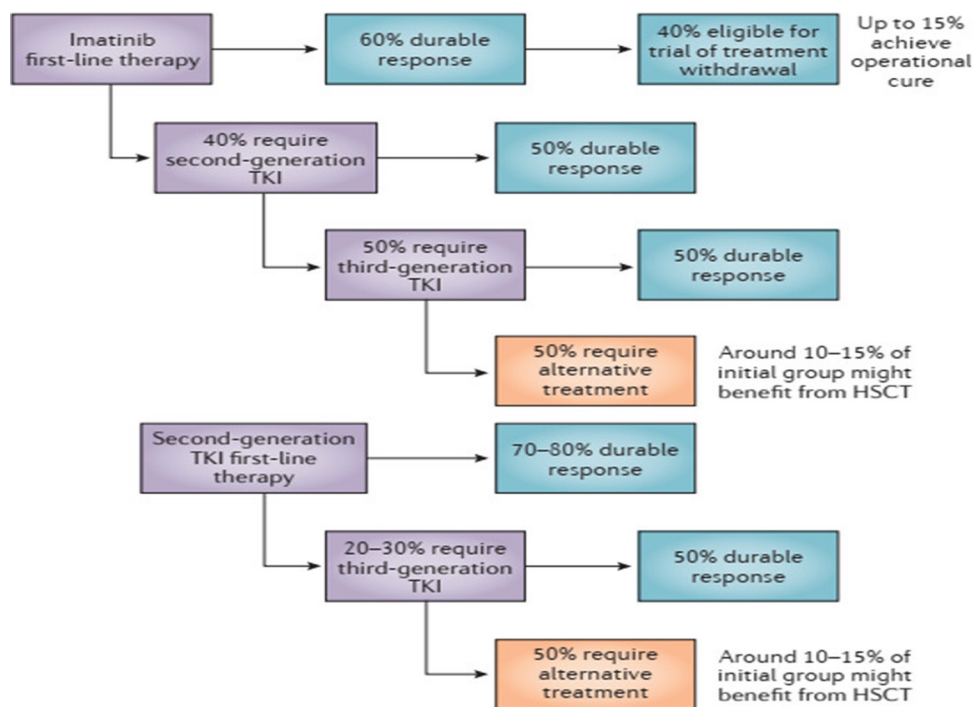 Imatinib
first-line therapy
60% durable
response
40% eligible for
trial of treatment
withdrawal
Up to 15%
achieve
operational
cure
40% require
second-generation
TKI
50% durable
response
50% require
third-generation
TKI
50% durable
response
50% require
alternative
treatment
Around 10–15% of
initial group might
benefit from HSCT
Second-generation
TKI first-line
therapy
70–80% durable
response
20–30% require
third-generation
TKI
50% durable
response
50% require
alternative
treatment
Around 10–15% of
initial group might
benefit from HSCT